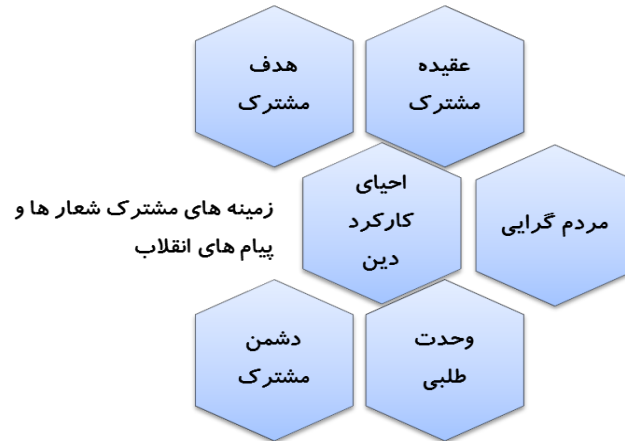 عقیده
مشترک
هدف
مشترک
مردم گرایی
احیای
کارکرد
دین
زمینه های مشترک شعار ها و
پیام های انقلاب
وحدت
طلبی
دشمن
مشترک